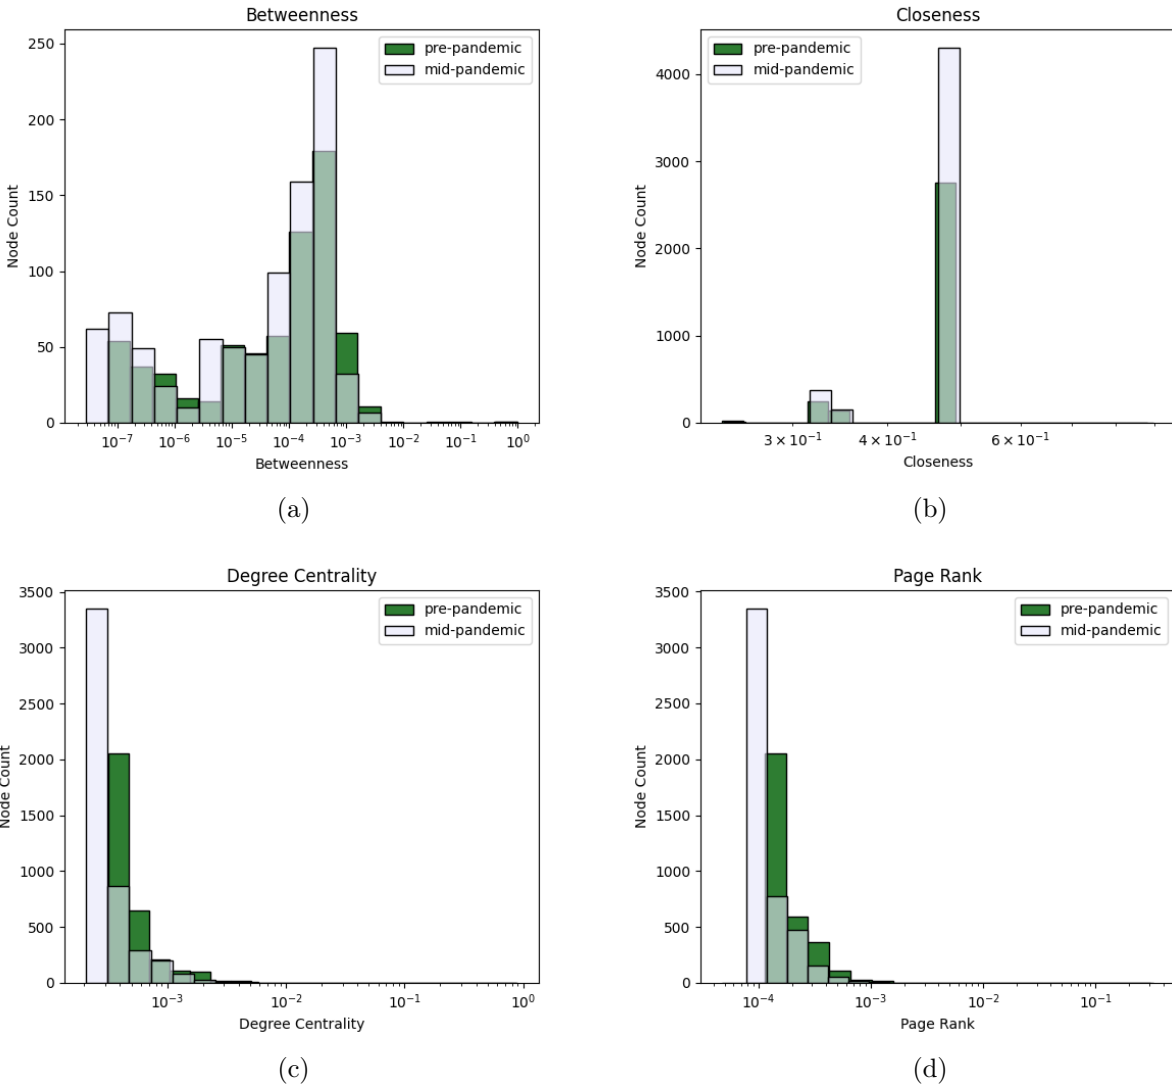 Betweenness
250
200
150
100
50
0
Node Count
pre-pandemic
mid-pandemic
10⁻⁷ 10⁻⁶ 10⁻⁵ 10⁻⁴ 10⁻³ 10⁻² 10⁻¹ 10⁰
Betweenness
(a)
Closeness
4000
3000
2000
1000
0
Node Count
pre-pandemic
mid-pandemic
3 × 10⁻¹ 4 × 10⁻¹ 6 × 10⁻¹
Closeness
(b)
Degree Centrality
3500
3000
2500
2000
1500
1000
500
0
Node Count
pre-pandemic
mid-pandemic
10⁻³ 10⁻² 10⁻¹ 10⁰
Degree Centrality
(c)
Page Rank
3500
3000
2500
2000
1500
1000
500
0
Node Count
pre-pandemic
mid-pandemic
10⁻⁴ 10⁻³ 10⁻² 10⁻¹
Page Rank
(d)